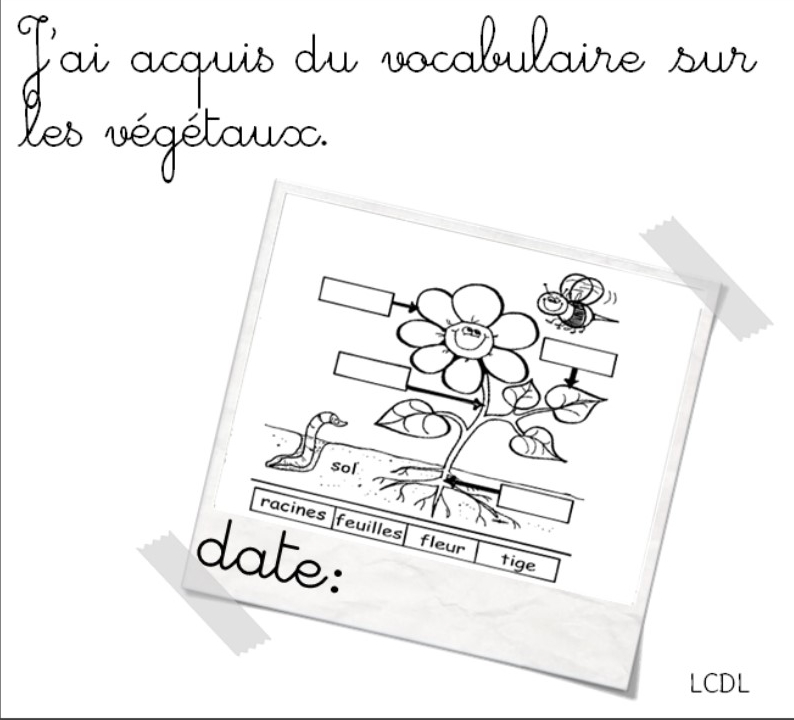 J'ai acquis du vocabulaire sur
les végétaux.
sol
racines feuilles fleur tige
date:
LCDL